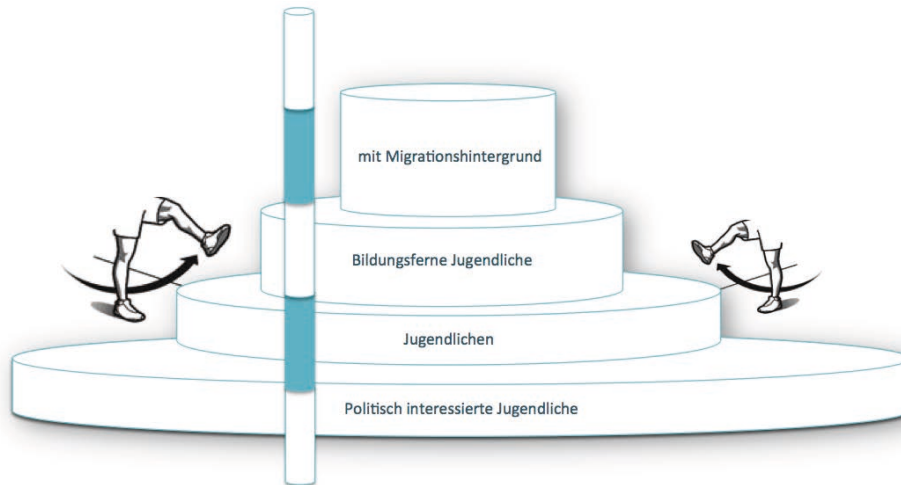 mit Migrationshintergrund
Bildungsferne Jugendliche
Jugendlichen
Politisch interessierte Jugendliche